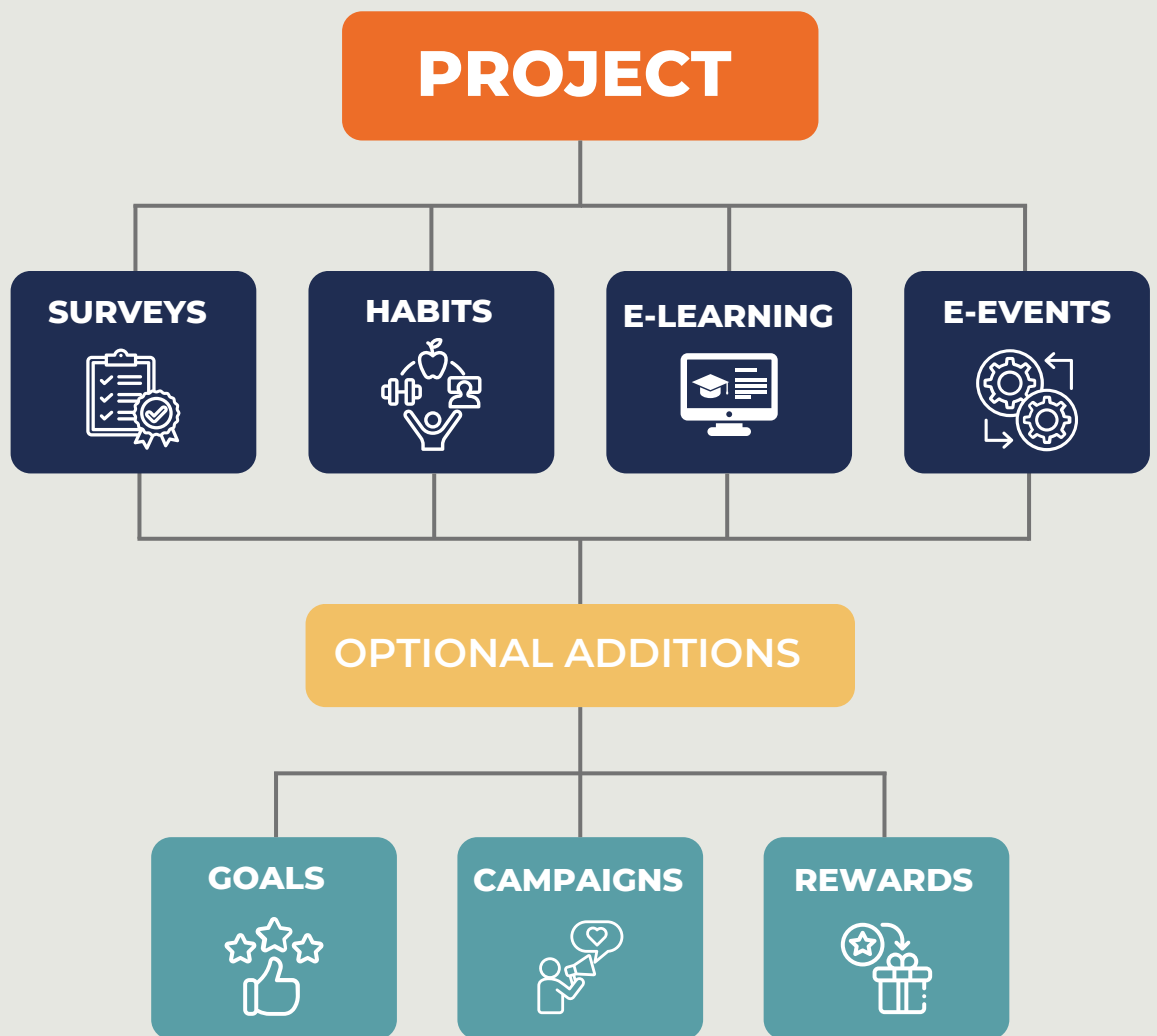 PROJECT
SURVEYS
HABITS
E-LEARNING
E-EVENTS
OPTIONAL ADDITIONS
GOALS
CAMPAIGNS
REWARDS